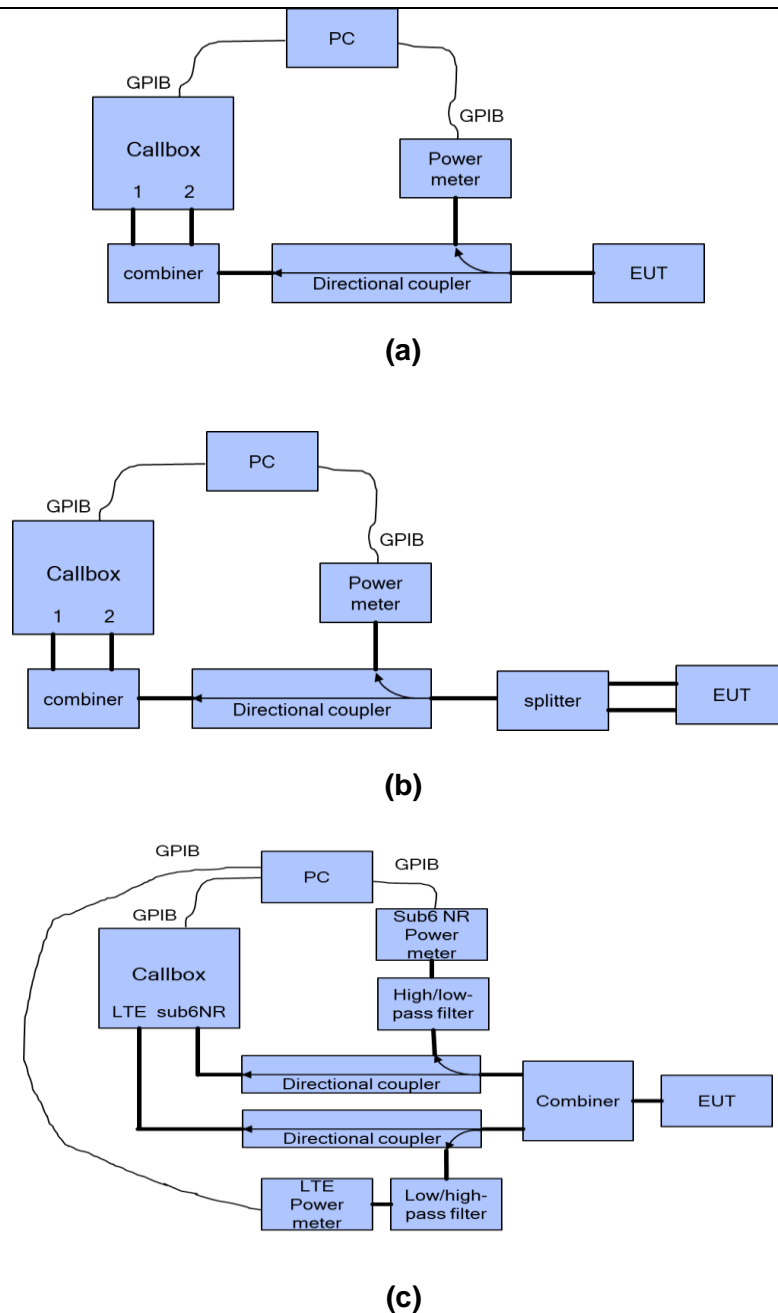 PC
GPIB
GPIB
Callbox
1 2
Power
meter
combiner
Directional coupler
EUT
(a)
PC
GPIB
GPIB
Callbox
1 2
Power
meter
combiner
Directional coupler
splitter
EUT
(b)
GPIB
PC
GPIB
GPIB
Sub6 NR
Power
meter
Callbox
LTE sub6NR
High/low-
pass filter
Directional coupler
Combiner
EUT
Directional coupler
LTE
Power
meter
Low/high-
pass filter
(c)